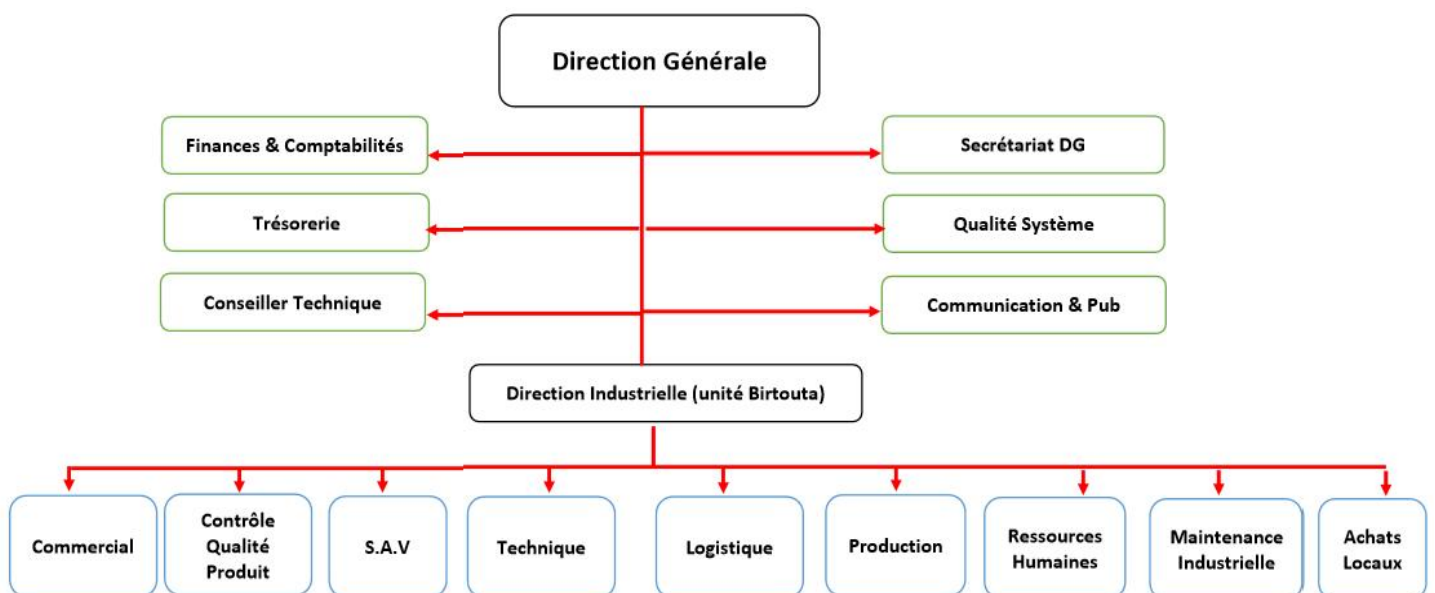 Direction Générale
Finances & Comptabilités
Secrétariat DG
Trésorerie
Qualité Système
Conseiller Technique
Communication & Pub
Direction Industrielle (unité Birtouta)
Commercial
Contrôle
Qualité
Produit
S.A.V
Technique
Logistique
Production
Ressources
Humaines
Maintenance
Industrielle
Achats
Locaux